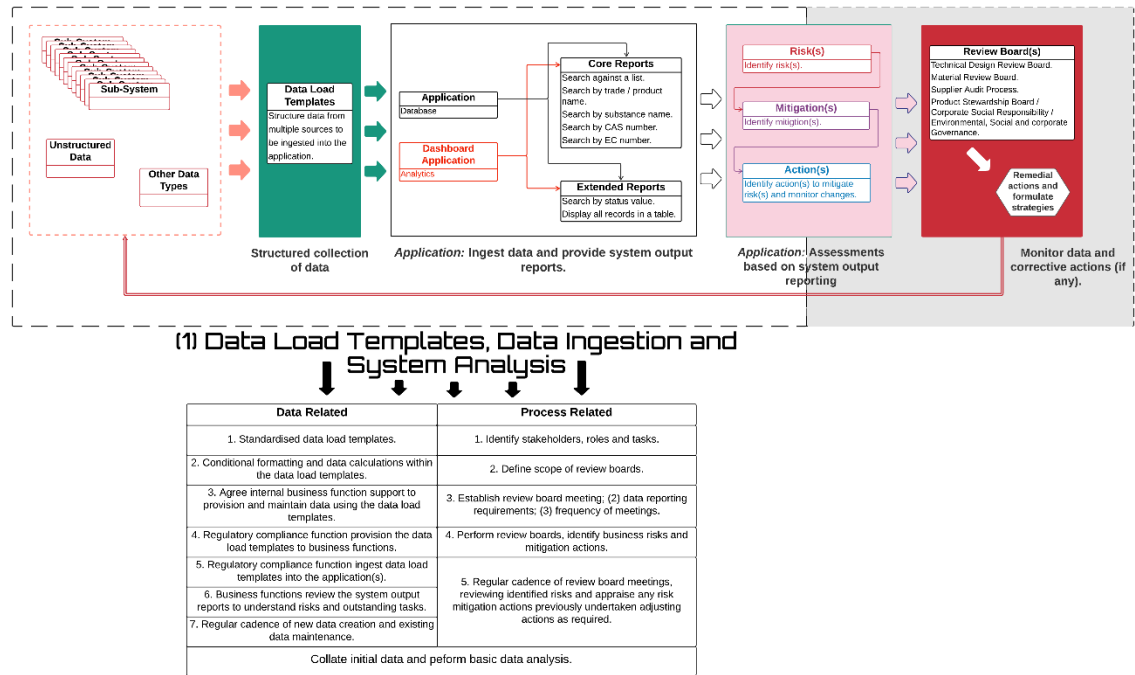 Sub-System
Sub-System
Sub-System
Unstructured
Data
Other Data
Types
Data Load
Templates
Structure data from
multiple sources to
be ingested into the
application.
Structured collection
of data
Application
Database
Dashboard
Application
Analytics
Core Reports
Search against a list.
Search by trade / product
name.
Search by substance name.
Search by CAS number.
Search by EC number.
Extended Reports
Search by status value.
Display all records in a table.
Application: Ingest data and provide system output
reports.
Risk(s)
Identify risk(s).
Mitigation(s)
Identify mitigtion(s).
Action(s)
Identify action(s) to mitigate
risk(s) and monitor changes.
Application: Assessments
based on system output
reporting
Review Board(s)
Technical Design Review Board.
Material Review Board.
Supplier Audit Process.
Product Stewardship Board /
Corporate Social Responsibility /
Environmental, Social and corporate
Governance.
Remedial
actions and
formulate
strategies
Monitor data and
corrective actions (if
any).
(1) Data Load Templates, Data Ingestion and
System Analysis
Data Related
Process Related
1. Standardised data load templates.
1. Identify stakeholders, roles and tasks.
2. Conditional formatting and data calculations within
the data load templates.
2. Define scope of review boards.
3. Agree internal business function support to
provision and maintain data using the data load
templates.
3. Establish review board meeting; (2) data reporting
requirements; (3) frequency of meetings.
4. Regulatory compliance function provision the data
load templates to business functions.
4. Perform review boards, identify business risks and
mitigation actions.
5. Regulatory compliance function ingest data load
templates into the application(s).
6. Business functions review the system output
reports to understand risks and outstanding tasks.
7. Regular cadence of new data creation and existing
data maintenance.
5. Regular cadence of review board meetings,
reviewing identified risks and appraise any risk
mitigation actions previously undertaken adjusting
actions as required.
Collate initial data and peform basic data analysis.